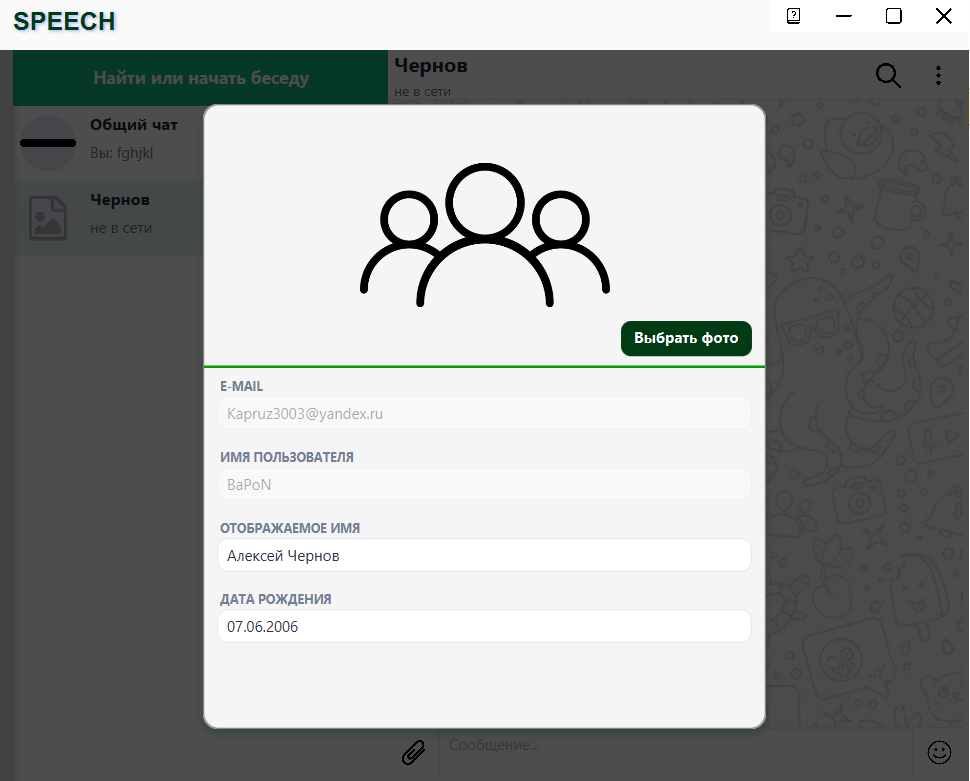 SPEECH
Найти или начать беседу
Чернов
не в сети
Общий чат
Вы: fghjkl
Чернов
не в сети
Выбрать фото
E-MAIL
Kapruz3003@yandex.ru
ИМЯ ПОЛЬЗОВАТЕЛЯ
BaPoN
ОТОБРАЖАЕМОЕ ИМЯ
Алексей Чернов
ДАТА РОЖДЕНИЯ
07.06.2006
Сообщение...